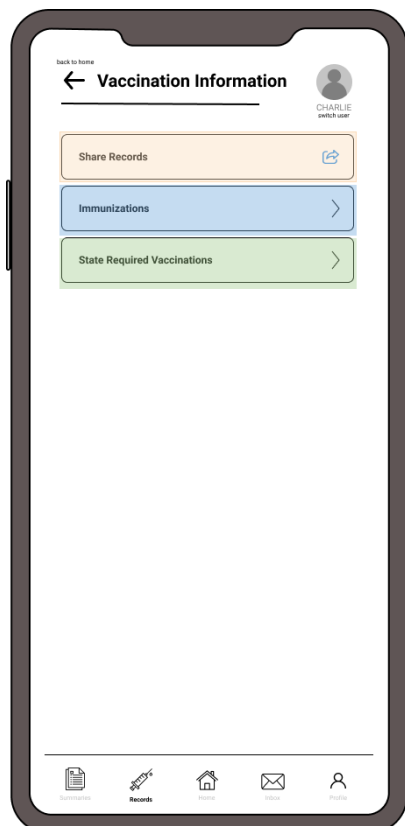 back to home
Vaccination Information
CHARLIE
switch user
Share Records
Immunizations
State Required Vaccinations
Summaries
Records
Home
Inbox
Profile